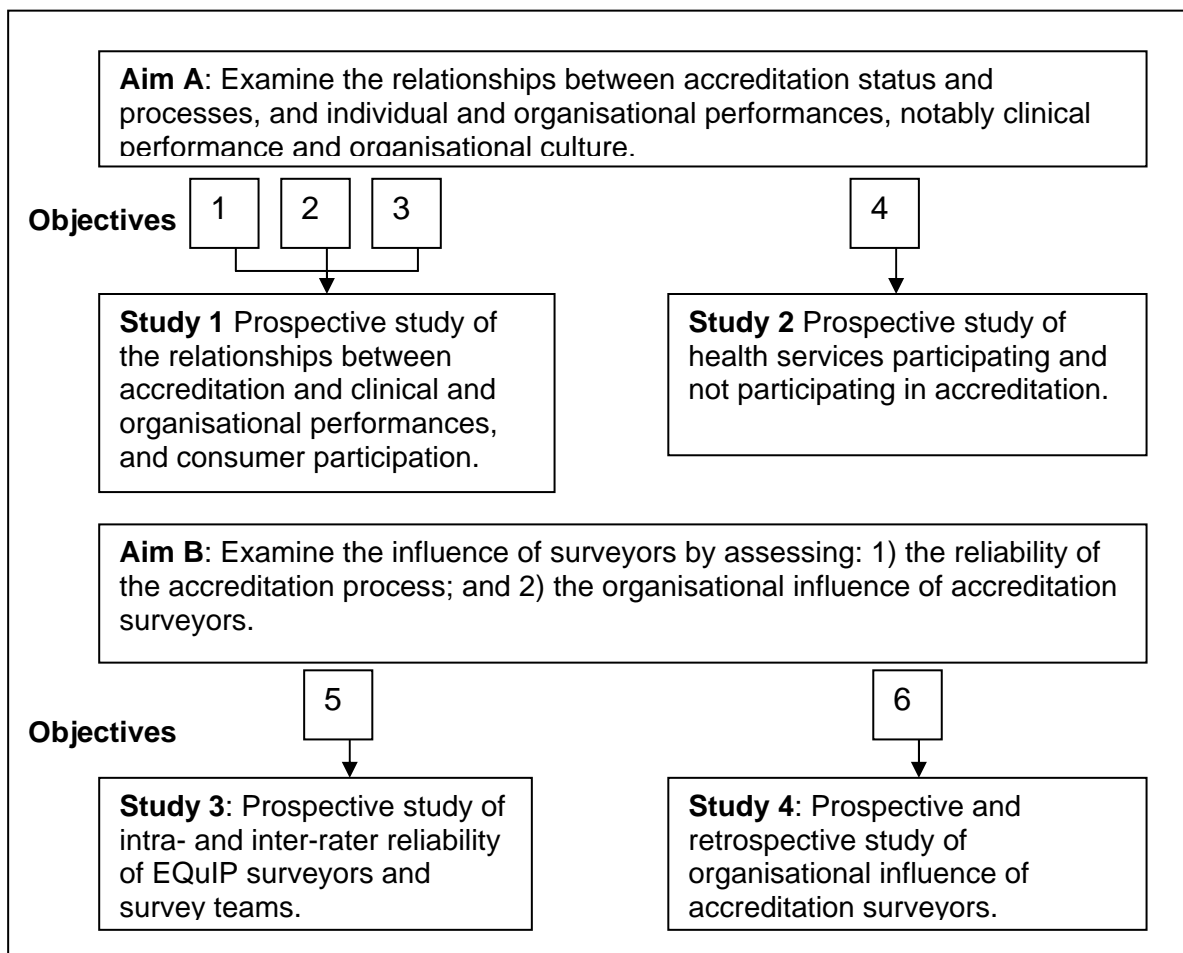 Aim A: Examine the relationships between accreditation status and
processes, and individual and organisational performances, notably clinical
performance and organisational culture.
Objectives
1
2
3
4
Study 1 Prospective study of
the relationships between
accreditation and clinical and
organisational performances,
and consumer participation.
Study 2 Prospective study of
health services participating and
not participating in accreditation.
Aim B: Examine the influence of surveyors by assessing: 1) the reliability of
the accreditation process; and 2) the organisational influence of accreditation
surveyors.
Objectives
5
6
Study 3: Prospective study of
intra- and inter-rater reliability
of EQuIP surveyors and
survey teams.
Study 4: Prospective and
retrospective study of
organisational influence of
accreditation surveyors.